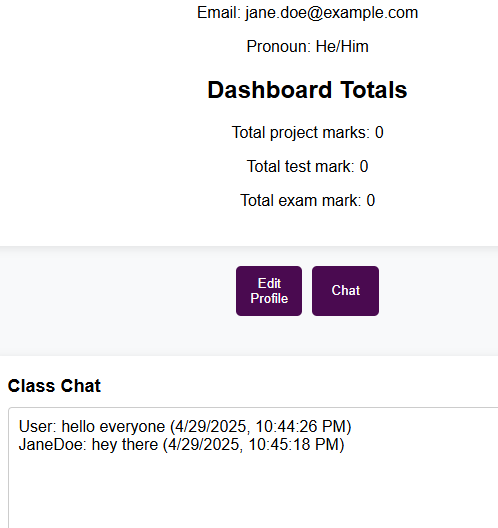 Email: jane.doe@example.com
Pronoun: He/Him
Dashboard Totals
Total project marks: 0
Total test mark: 0
Total exam mark: 0
Edit
Profile
Chat
Class Chat
User: hello everyone (4/29/2025, 10:44:26 PM)
JaneDoe: hey there (4/29/2025, 10:45:18 PM)